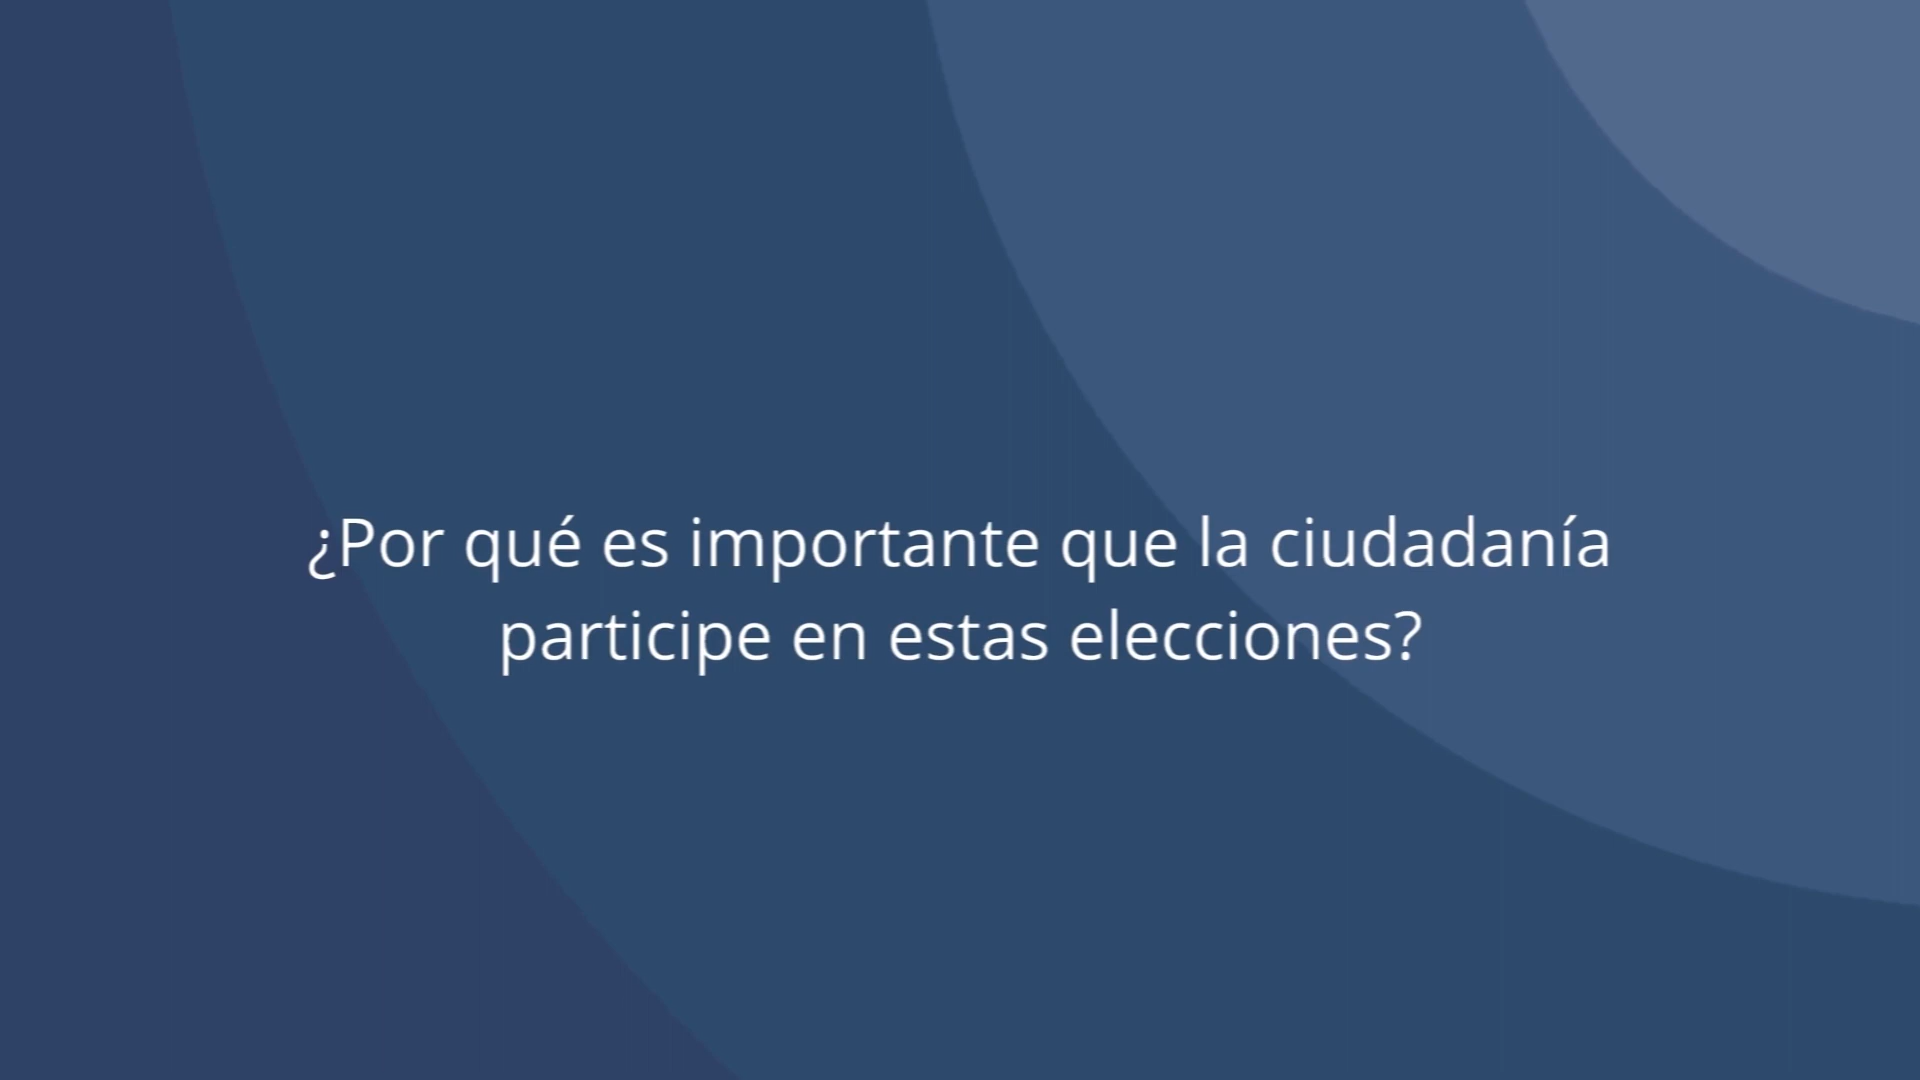 ¿Por qué es importante que la ciudadanía
participe en estas elecciones?